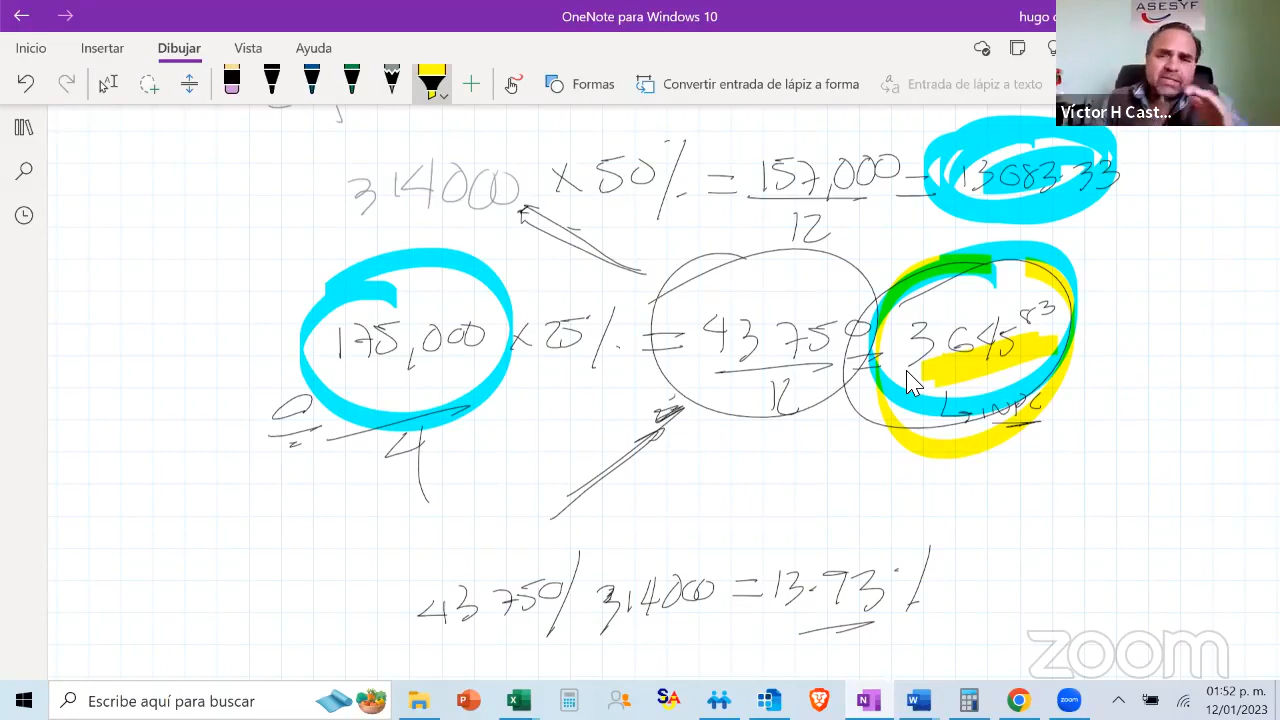 OneNote para Windows 10
hugo c
ASESYF
Inicio Insertar Dibujar Vista Ayuda
Formas Convertir entrada de lápiz a forma Entrada de lápiz a texto
Víctor H Cast...
314000 x 50% = 157,000 = 13083.33
12
175,000 x 25% = 43750 = 3645 83
12
INPC
4
43750/314000 = 13.93%
zoom
Escribe aquí para buscar
01:52 p. m.
12/01/2023